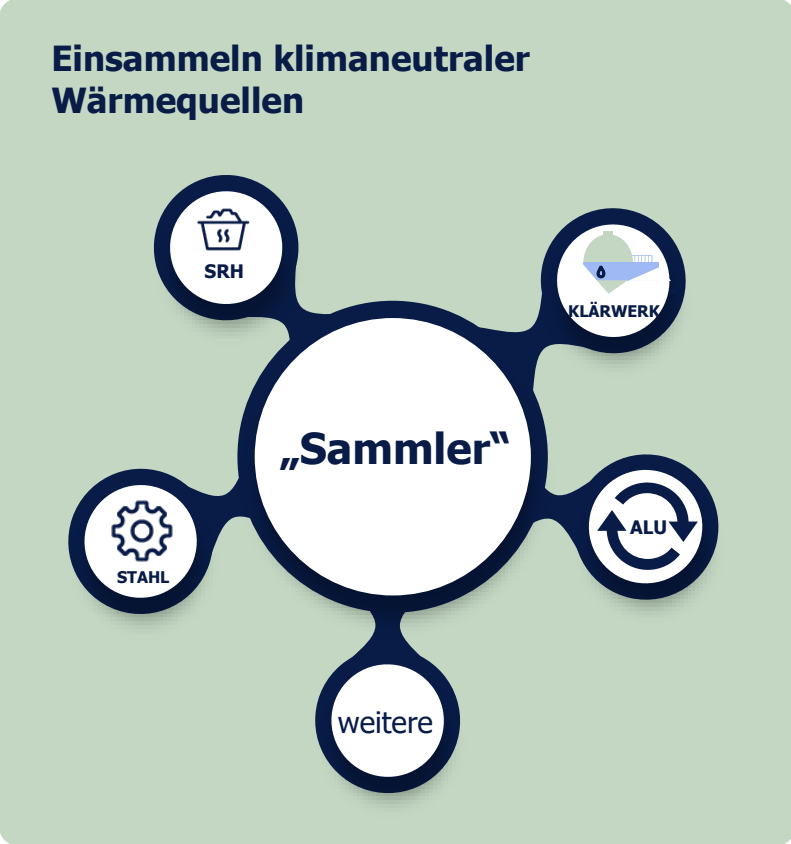 Einsammeln klimaneutraler
Wärmequellen
SRH
KLÄRWERK
„Sammler“
ALU
STAHL
weitere